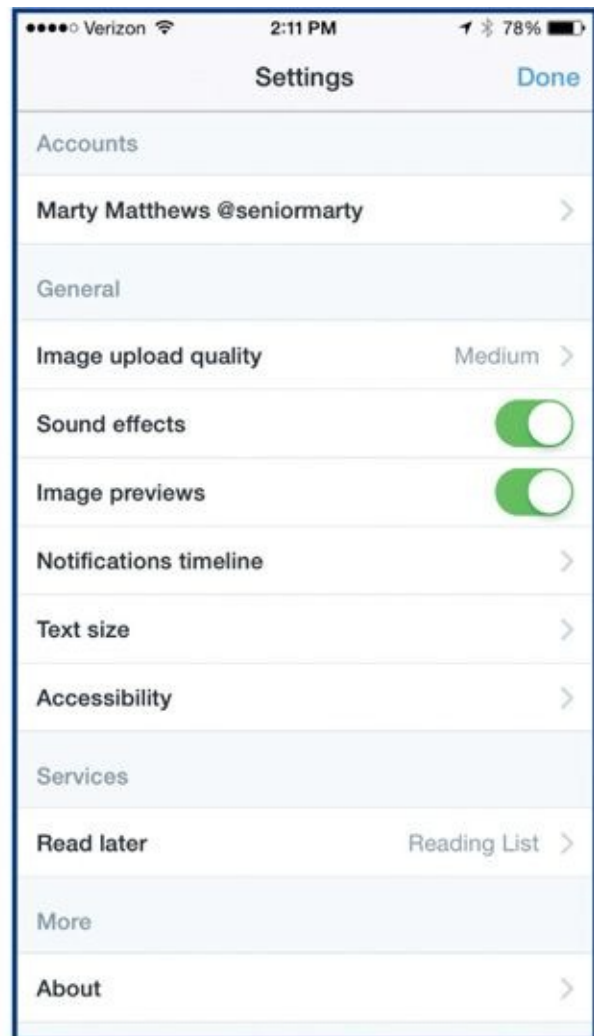 Verizon 2:11 PM 78%
Settings Done
Accounts
Marty Matthews @seniormarty
General
Image upload quality Medium
Sound effects
Image previews
Notifications timeline
Text size
Accessibility
Services
Read later Reading List
More
About